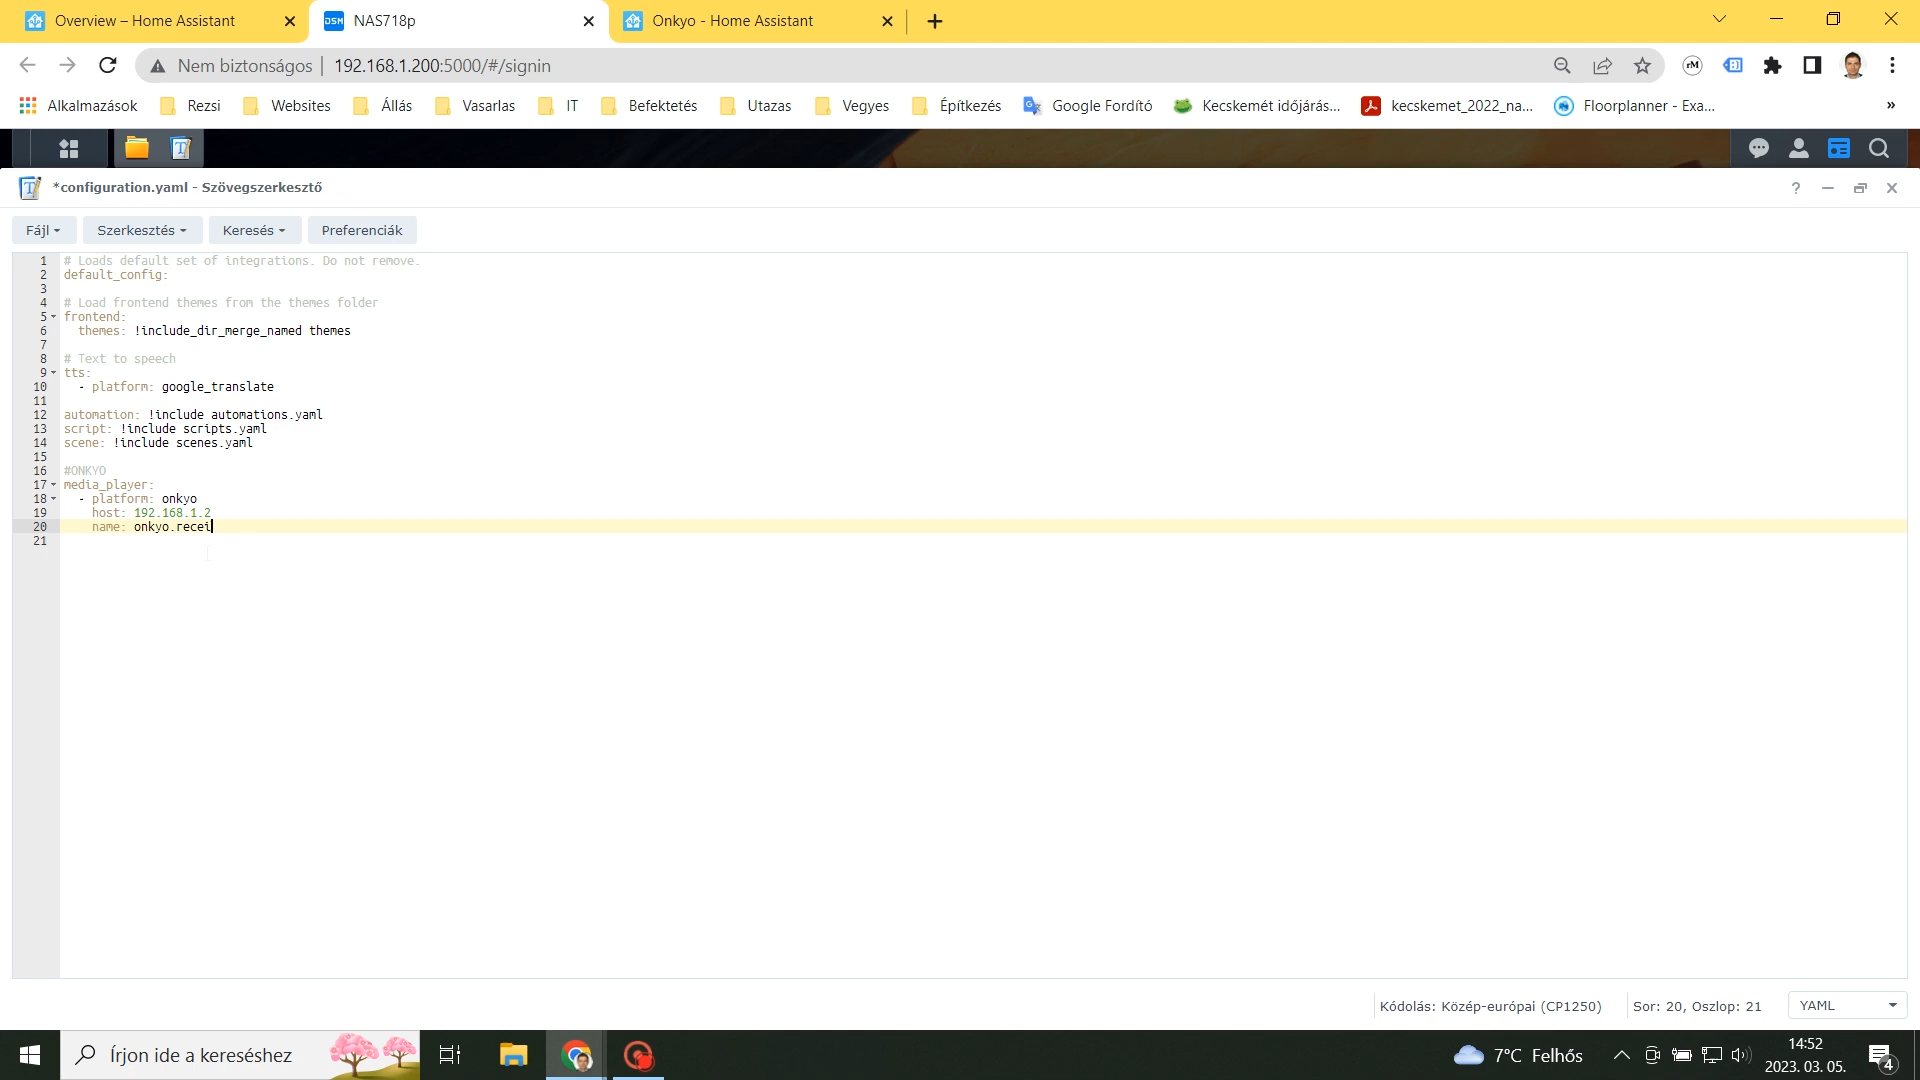 Overview – Home Assistant
NAS718p
Onkyo - Home Assistant
Nem biztonságos | 192.168.1.200:5000/#/signin
Alkalmazások
Rezsi
Websites
Állás
Vasarlas
IT
Befektetés
Utazas
Vegyes
Építkezés
Google Fordító
Kecskemét időjárás...
kecskemet_2022_na...
Floorplanner - Exa...
»
*configuration.yaml - Szövegszerkesztő
Fájl
Szerkesztés
Keresés
Preferenciák
1 # Loads default set of integrations. Do not remove.
2 default_config:
3
4 # Load frontend themes from the themes folder
5 frontend:
6 themes: !include_dir_merge_named themes
7
8 # Text to speech
9 tts:
10 - platform: google_translate
11
12 automation: !include automations.yaml
13 script: !include scripts.yaml
14 scene: !include scenes.yaml
15
16 #ONKYO
17 media_player:
18 - platform: onkyo
19 host: 192.168.1.2
20 name: onkyo.recei
21
Kódolás: Közép-európai (CP1250)
Sor: 20, Oszlop: 21
YAML
Írjon ide a kereséshez
7°C Felhős
14:52
2023. 03. 05.
4